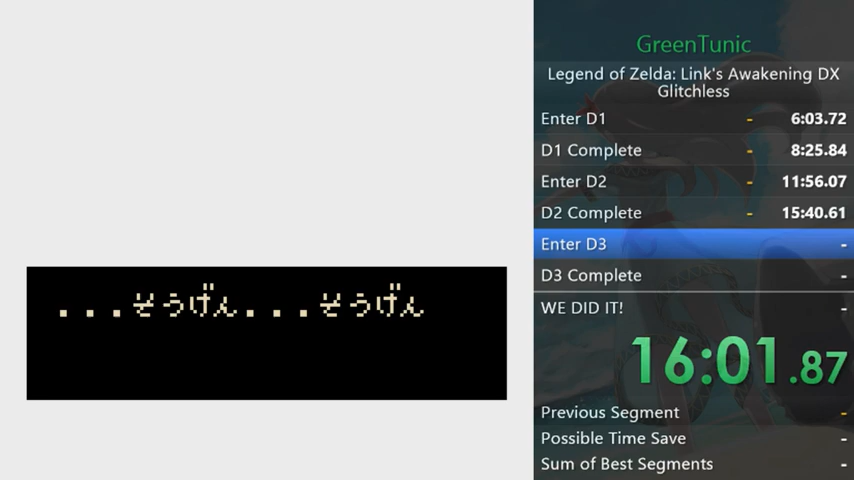 ...そうげん...そうげん
GreenTunic
Legend of Zelda: Link's Awakening DX
Glitchless
Enter D1 - 6:03.72
D1 Complete - 8:25.84
Enter D2 - 11:56.07
D2 Complete - 15:40.61
Enter D3 -
D3 Complete -
WE DID IT! -
16:01.87
Previous Segment -
Possible Time Save -
Sum of Best Segments -